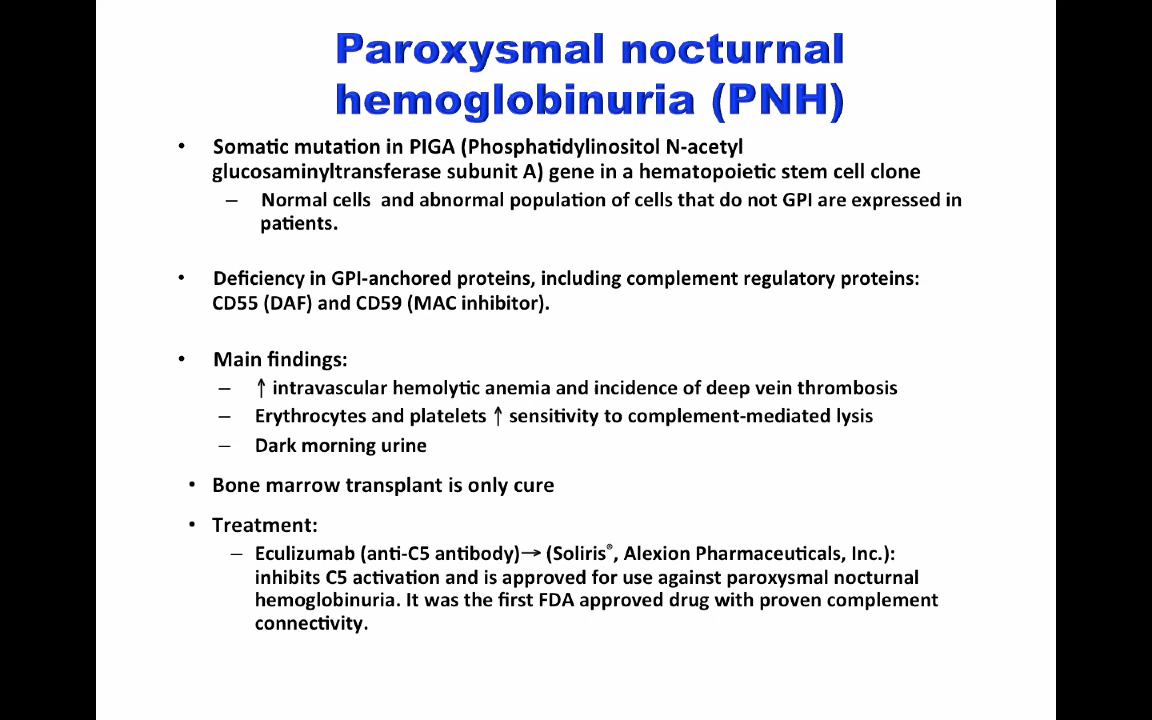 Paroxysmal nocturnal
hemoglobinuria (PNH)
• Somatic mutation in PIGA (Phosphatidylinositol N-acetyl
glucosaminyltransferase subunit A) gene in a hematopoietic stem cell clone
– Normal cells and abnormal population of cells that do not GPI are expressed in
patients.
• Deficiency in GPI-anchored proteins, including complement regulatory proteins:
CD55 (DAF) and CD59 (MAC inhibitor).
• Main findings:
– ↑ intravascular hemolytic anemia and incidence of deep vein thrombosis
– Erythrocytes and platelets ↑ sensitivity to complement-mediated lysis
– Dark morning urine
• Bone marrow transplant is only cure
• Treatment:
– Eculizumab (anti-C5 antibody)→ (Soliris®, Alexion Pharmaceuticals, Inc.):
inhibits C5 activation and is approved for use against paroxysmal nocturnal
hemoglobinuria. It was the first FDA approved drug with proven complement
connectivity.